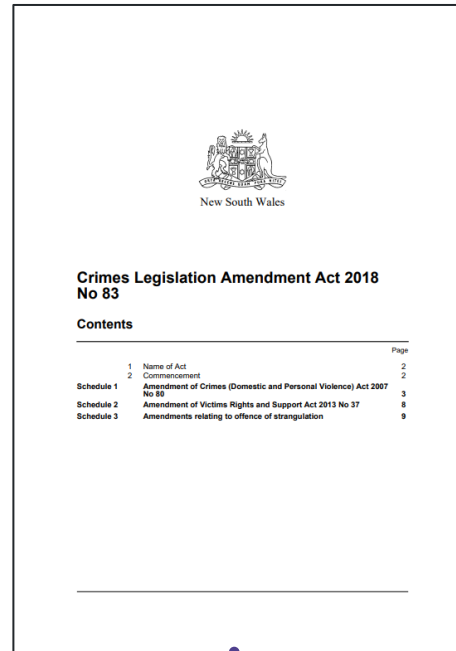 New South Wales
Crimes Legislation Amendment Act 2018
No 83
Contents
Page
1 Name of Act 2
2 Commencement 2
Schedule 1 Amendment of Crimes (Domestic and Personal Violence) Act 2007
No 80 3
Schedule 2 Amendment of Victims Rights and Support Act 2013 No 37 8
Schedule 3 Amendments relating to offence of strangulation 9